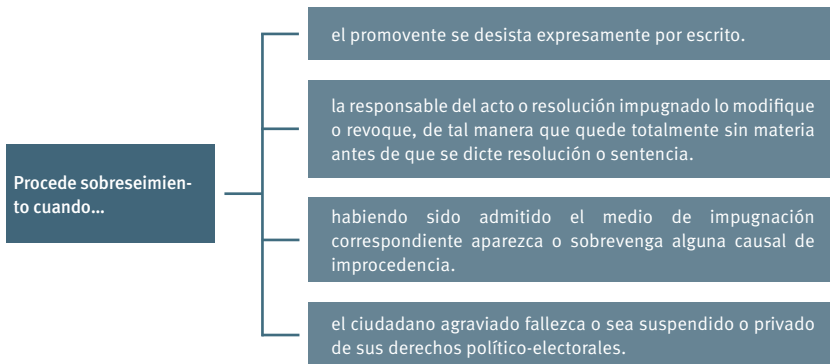 Procede sobreseimien-
to cuando...
el promovente se desista expresamente por escrito.
la responsable del acto o resolución impugnado lo modifique
o revoque, de tal manera que quede totalmente sin materia
antes de que se dicte resolución o sentencia.
habiendo sido admitido el medio de impugnación
correspondiente aparezca o sobrevenga alguna causal de
improcedencia.
el ciudadano agraviado fallezca o sea suspendido o privado
de sus derechos político-electorales.